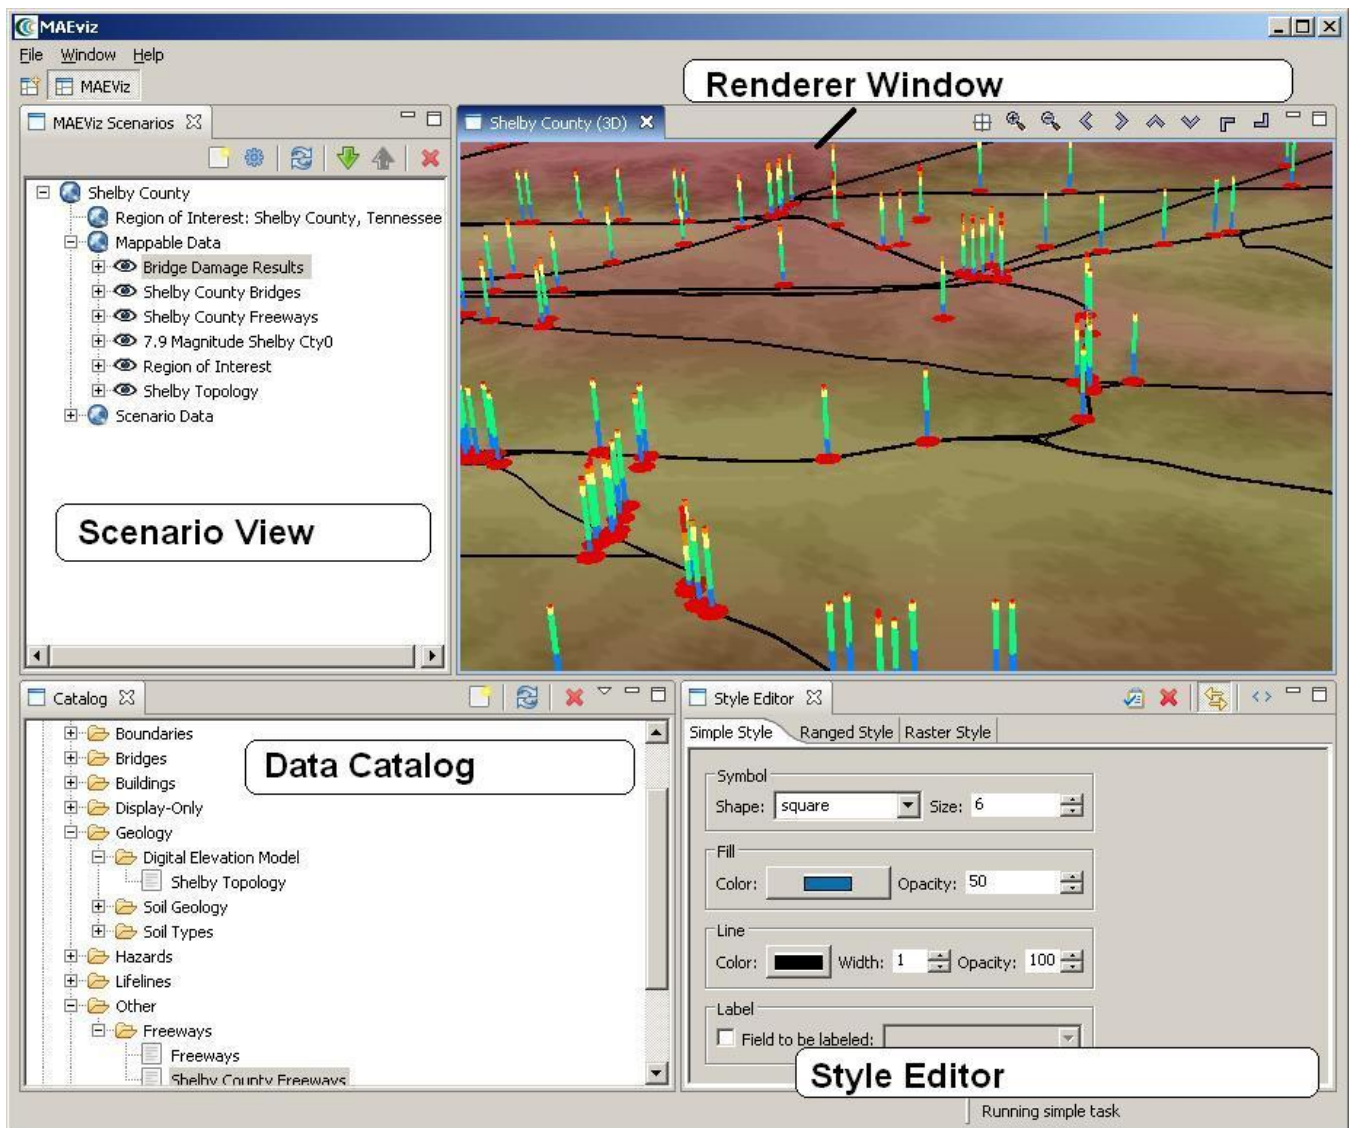 MAEviz
File Window Help
MAEViz
Renderer Window
MAEViz Scenarios
Shelby County
Region of Interest: Shelby County, Tennessee
Mappable Data
Bridge Damage Results
Shelby County Bridges
Shelby County Freeways
7.9 Magnitude Shelby Cty0
Region of Interest
Shelby Topology
Scenario Data
Scenario View
Shelby County (3D)
Catalog
Boundaries
Bridges
Buildings
Display-Only
Geology
Digital Elevation Model
Shelby Topology
Soil Geology
Soil Types
Hazards
Lifelines
Other
Freeways
Freeways
Shelby County Freeways
Data Catalog
Style Editor
Simple Style Ranged Style Raster Style
Symbol
Shape: square Size: 6
Fill
Color: Opacity: 50
Line
Color: Width: 1 Opacity: 100
Label
Field to be labeled:
Style Editor
Running simple task